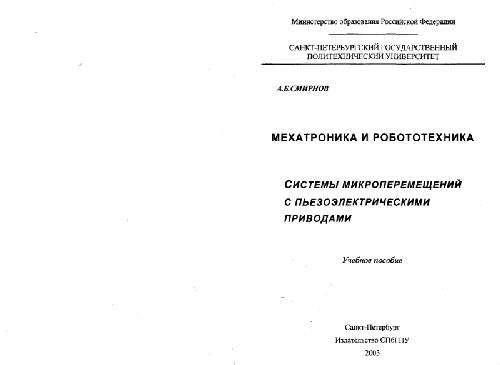 Министерство образования Российской Федерации
САНКТ-ПЕТЕРБУРГСКИЙ ГОСУДАРСТВЕННЫЙ
ПОЛИТЕХНИЧЕСКИЙ УНИВЕРСИТЕТ
А.Б.СМИРНОВ
МЕХАТРОНИКА И РОБОТОТЕХНИКА
СИСТЕМЫ МИКРОПЕРЕМЕЩЕНИЙ
С ПЬЕЗОЭЛЕКТРИЧЕСКИМИ
ПРИВОДАМИ
Учебное пособие
Санкт-Петербург
Издательство СПбГПУ
2003